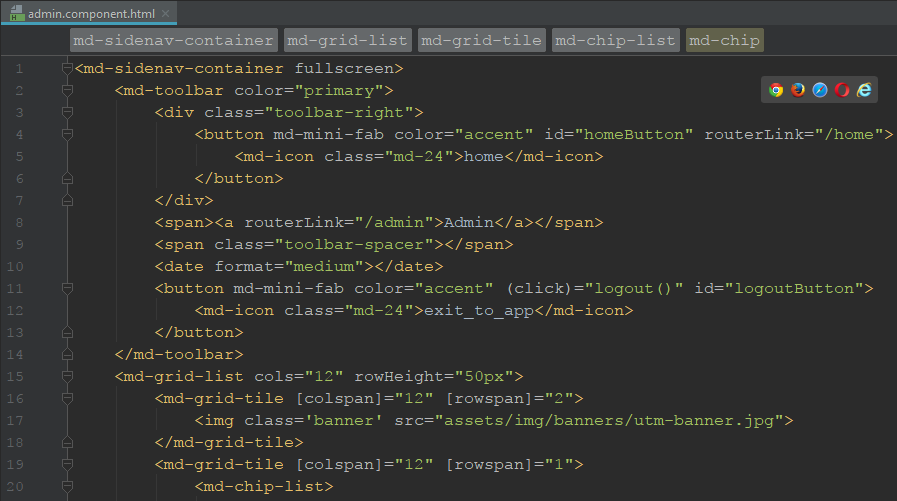 admin.component.html
md-sidenav-container md-grid-list md-grid-tile md-chip-list md-chip
1 <md-sidenav-container fullscreen>
2 <md-toolbar color="primary">
3 <div class="toolbar-right">
4 <button md-mini-fab color="accent" id="homeButton" routerLink="/home">
5 <md-icon class="md-24">home</md-icon>
6 </button>
7 </div>
8 <span><a routerLink="/admin">Admin</a></span>
9 <span class="toolbar-spacer"></span>
10 <date format="medium"></date>
11 <button md-mini-fab color="accent" (click)="logout()" id="logoutButton">
12 <md-icon class="md-24">exit_to_app</md-icon>
13 </button>
14 </md-toolbar>
15 <md-grid-list cols="12" rowHeight="50px">
16 <md-grid-tile [colspan]="12" [rowspan]="2">
17 <img class='banner' src="assets/img/banners/utm-banner.jpg">
18 </md-grid-tile>
19 <md-grid-tile [colspan]="12" [rowspan]="1">
20 <md-chip-list>